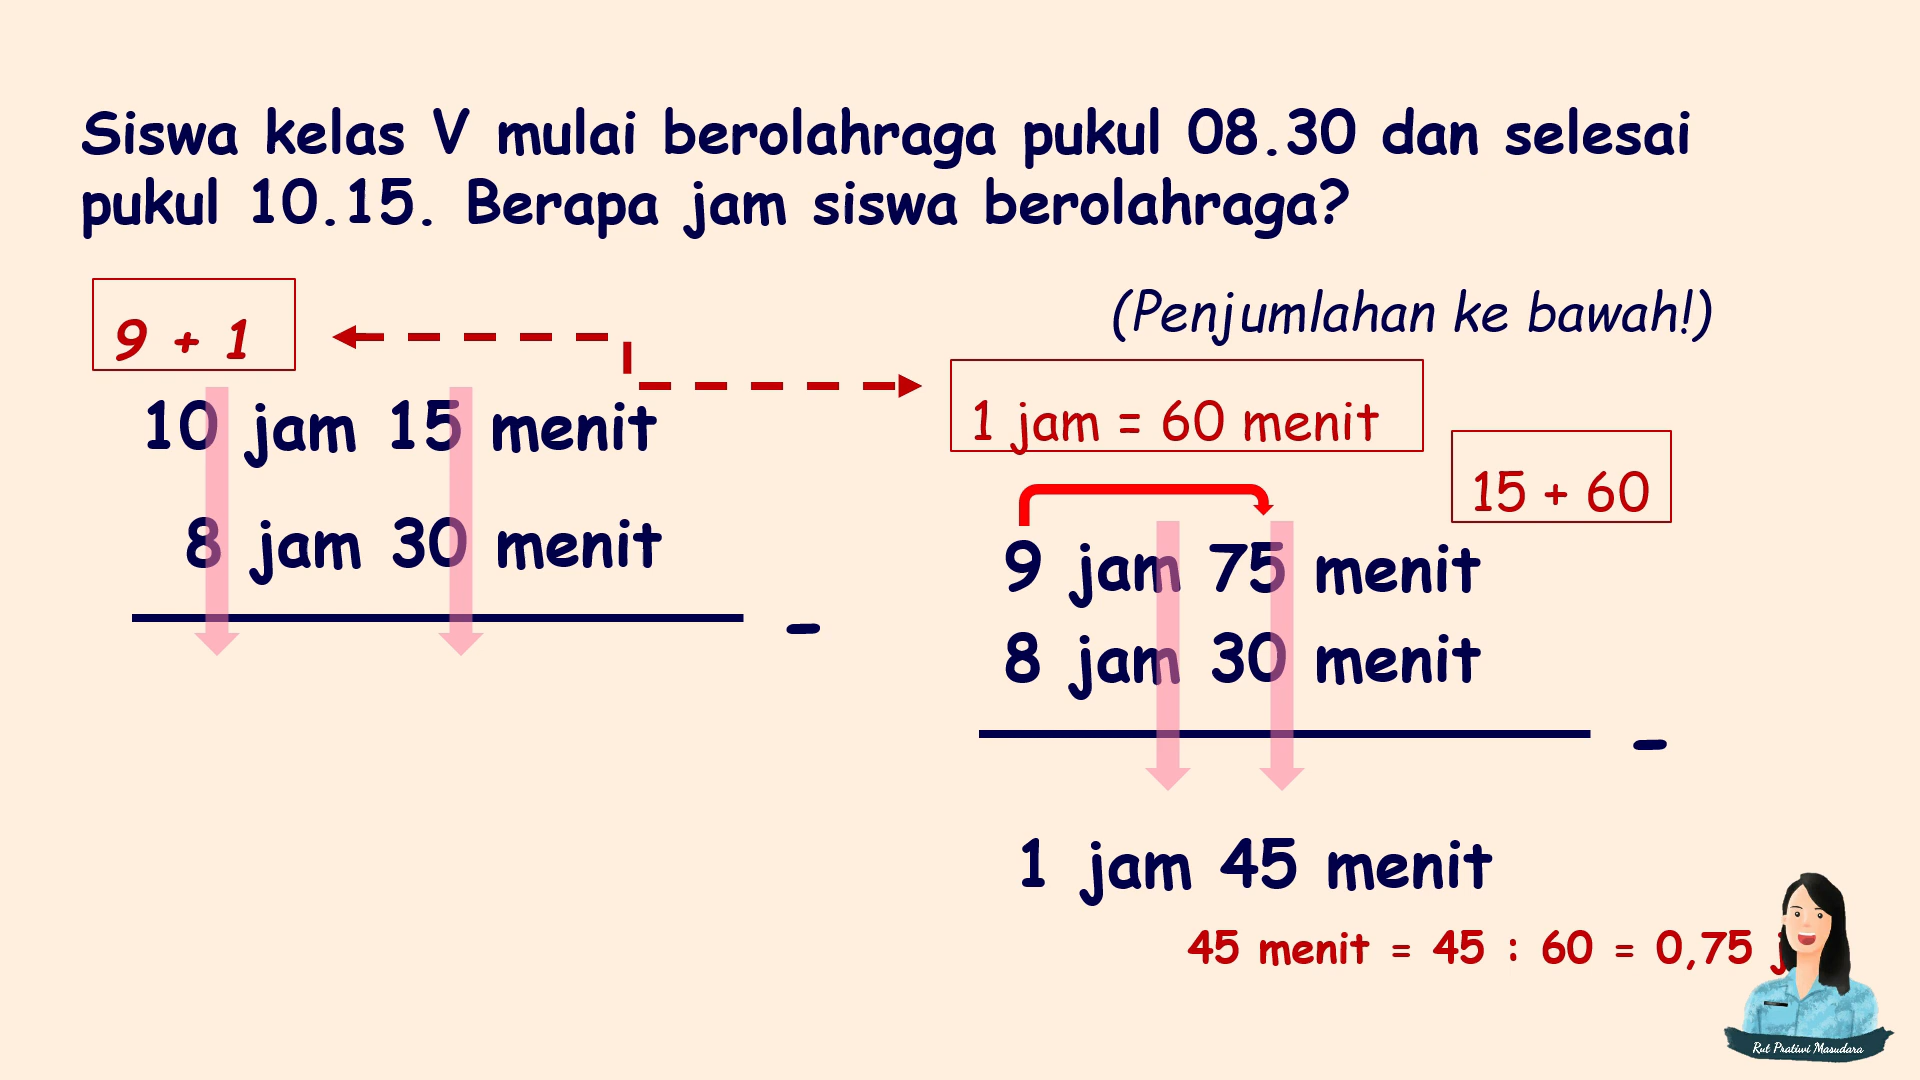 Siswa kelas V mulai berolahraga pukul 08.30 dan selesai
pukul 10.15. Berapa jam siswa berolahraga?
9 + 1
(Penjumlahan ke bawah!)
10 jam 15 menit
8 jam 30 menit
-
1 jam = 60 menit
15 + 60
9 jam 75 menit
8 jam 30 menit
-
1 jam 45 menit
45 menit = 45 : 60 = 0,75
Rut Pratiwi Masudara